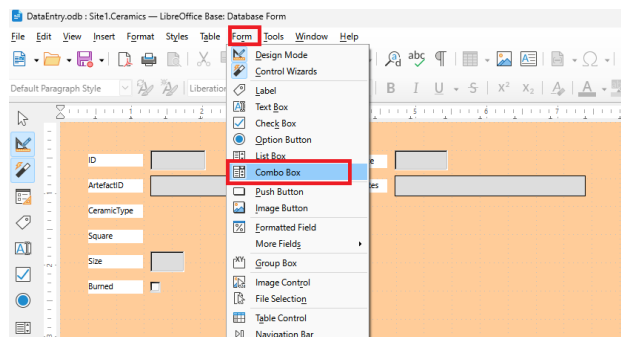 DataEntry.odb : Site1.Ceramics — LibreOffice Base: Database Form
File Edit View Insert Format Styles Table Form Tools Window Help
Default Paragraph Style
Liberation
B I U S X² X₂ A A
Design Mode
Control Wizards
Label
Text Box
Check Box
Option Button
List Box
Combo Box
Push Button
Image Button
Formatted Field
More Fields
Group Box
Image Control
File Selection
Table Control
Navigation Bar
ID
ArtefactID
CeramicType
Square
Size
Burned